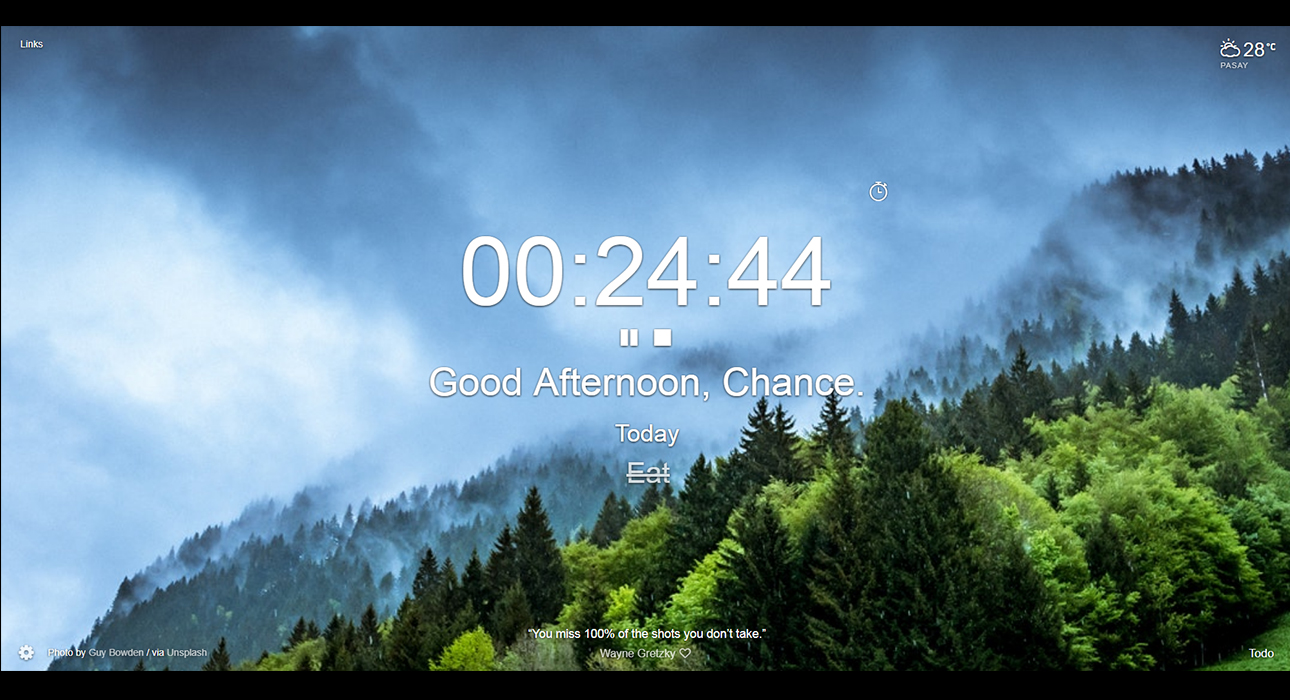 Links
28°C
PASAY
00:24:44
Good Afternoon, Chance.
Today
Eat
“You miss 100% of the shots you don't take.”
Wayne Gretzky
Photo by Guy Bowden / via Unsplash
Todo